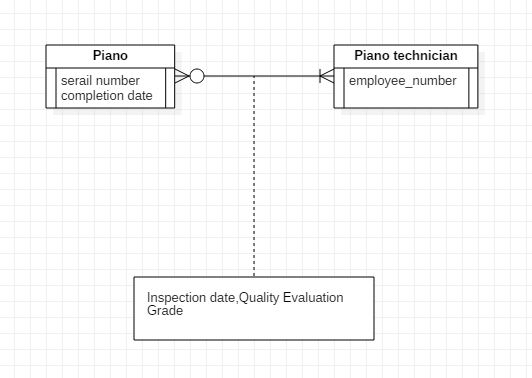 Piano
serail number
completion date
Piano technician
employee_number
Inspection date,Quality Evaluation
Grade